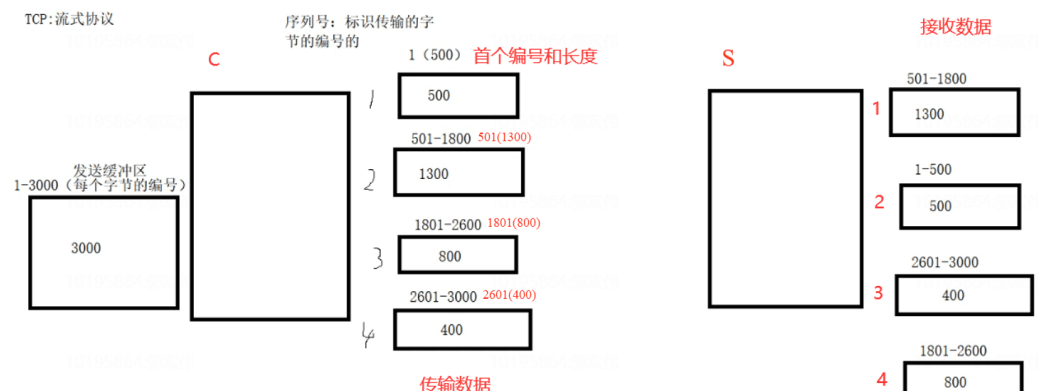 TCP:流式协议
序列号: 标识传输的字
节的编号的
C
1（500） 首个编号和长度
1
500
501-1800 501(1300)
2
1300
发送缓冲区
1-3000（每个字节的编号）
3000
1801-2600 1801(800)
3
800
2601-3000 2601(400)
4
400
传输数据
接收数据
S
501-1800
1
1300
1-500
2
500
2601-3000
3
400
1801-2600
4
800